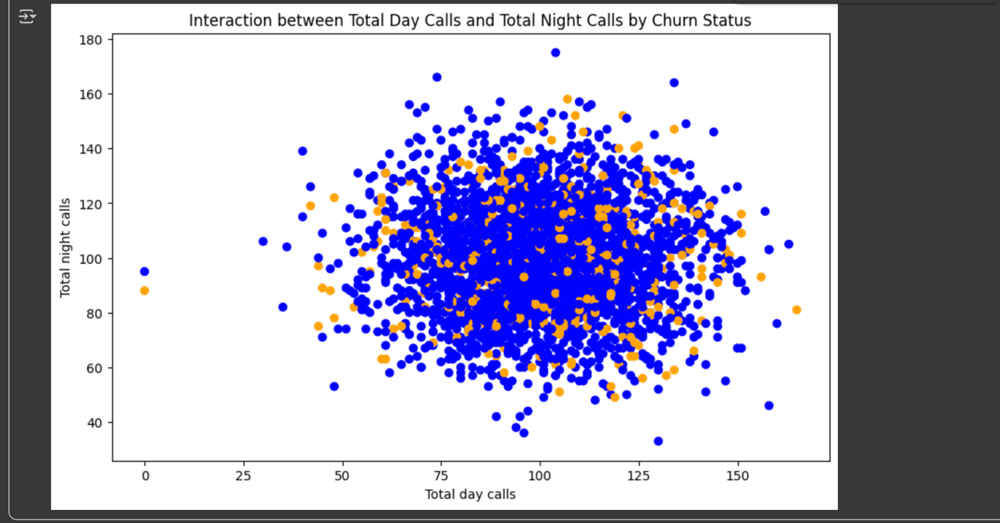 Interaction between Total Day Calls and Total Night Calls by Churn Status
180
160
140
120
100
80
60
40
Total night calls
0 25 50 75 100 125 150
Total day calls